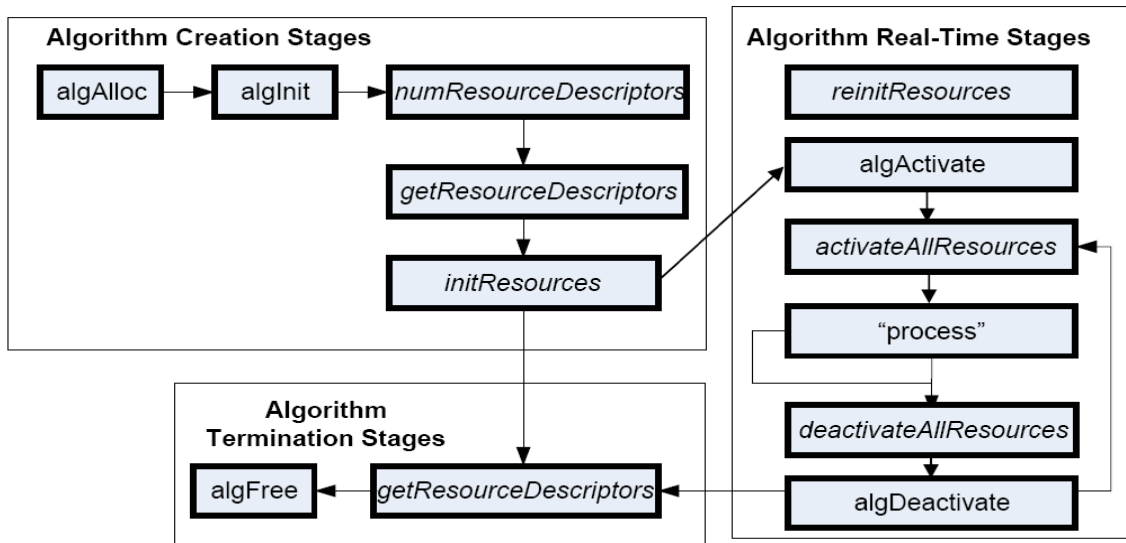 Algorithm Creation Stages
algAlloc
algInit
numResourceDescriptors
getResourceDescriptors
initResources
Algorithm Real-Time Stages
reinitResources
algActivate
activateAllResources
“process”
deactivateAllResources
algDeactivate
Algorithm
Termination Stages
algFree
getResourceDescriptors